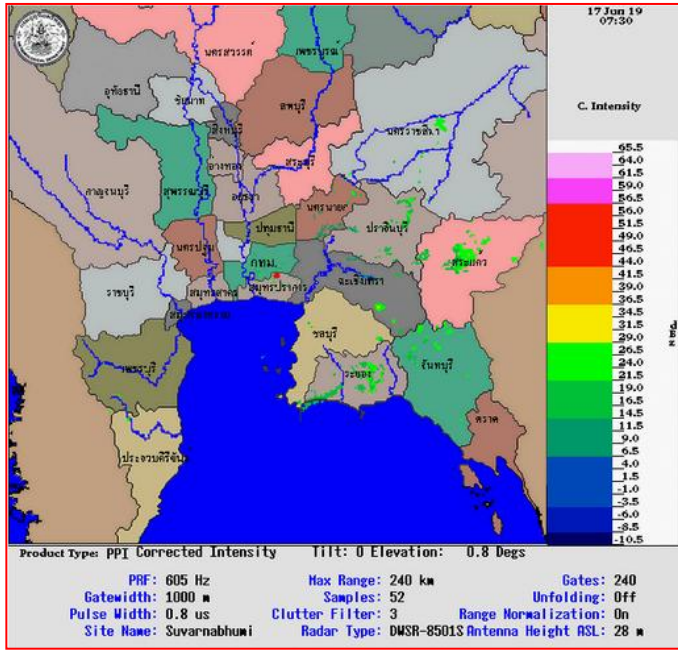 17 Jun 19
07:30
C. Intensity
65.5
64.0
61.5
59.0
56.5
56.0
51.5
49.0
46.5
44.0
41.5
39.0
36.5
34.0
31.5
29.0
26.5
24.0
21.5
19.0
16.5
14.5
11.5
9.0
6.5
4.0
1.5
-1.0
-3.5
-6.0
-8.5
-10.5
นครสวรรค์
เพชรบูรณ์
อุทัยธานี
ชัยนาท
ลพบุรี
สิงห์บุรี
นครราชสีมา
อ่างทอง
สระบุรี
กาญจนบุรี
สุพรรณบุรี
อยุธยา
นครนายก
ปราจีนบุรี
ปทุมธานี
นครปฐม
กทม.
สระแก้ว
ราชบุรี
สมุทรสาคร
สมุทรปราการ
ฉะเชิงเทรา
สมุทรสงคราม
ชลบุรี
เพชรบุรี
ระยอง
จันทบุรี
ตราด
ประจวบคีรีขันธ์
Product Type: PPI Corrected Intensity Tilt: 0 Elevation: 0.8 Degs
PRF: 605 Hz Max Range: 240 km Gates: 240
Gatewidth: 1000 m Samples: 52 Unfolding: Off
Pulse Width: 0.8 us Clutter Filter: 3 Range Normalization: On
Site Name: Suvarnabhumi Radar Type: DWSR-8501S Antenna Height ASL: 28 m